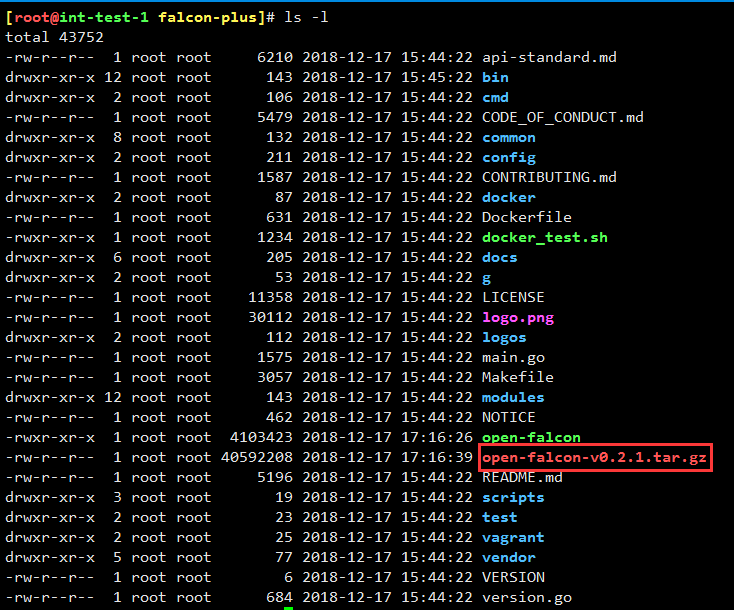 [root@int-test-1 falcon-plus]# ls -l
total 43752
-rw-r--r--  1 root root     6210 2018-12-17 15:44:22 api-standard.md
drwxr-xr-x 12 root root      143 2018-12-17 15:45:22 bin
drwxr-xr-x  2 root root      106 2018-12-17 15:44:22 cmd
-rw-r--r--  1 root root     5479 2018-12-17 15:44:22 CODE_OF_CONDUCT.md
drwxr-xr-x  8 root root      132 2018-12-17 15:44:22 common
drwxr-xr-x  2 root root      211 2018-12-17 15:44:22 config
-rw-r--r--  1 root root     1587 2018-12-17 15:44:22 CONTRIBUTING.md
drwxr-xr-x  2 root root       87 2018-12-17 15:44:22 docker
-rw-r--r--  1 root root      631 2018-12-17 15:44:22 Dockerfile
-rwxr-xr-x  1 root root     1234 2018-12-17 15:44:22 docker_test.sh
drwxr-xr-x  6 root root      205 2018-12-17 15:44:22 docs
drwxr-xr-x  2 root root       53 2018-12-17 15:44:22 g
-rw-r--r--  1 root root    11358 2018-12-17 15:44:22 LICENSE
-rw-r--r--  1 root root    30112 2018-12-17 15:44:22 logo.png
drwxr-xr-x  2 root root      112 2018-12-17 15:44:22 logos
-rw-r--r--  1 root root     1575 2018-12-17 15:44:22 main.go
-rw-r--r--  1 root root     3057 2018-12-17 15:44:22 Makefile
drwxr-xr-x 12 root root      143 2018-12-17 15:44:22 modules
-rw-r--r--  1 root root      462 2018-12-17 15:44:22 NOTICE
-rwxr-xr-x  1 root root  4103423 2018-12-17 17:16:26 open-falcon
-rw-r--r--  1 root root 40592208 2018-12-17 17:16:39 open-falcon-v0.2.1.tar.gz
-rw-r--r--  1 root root     5196 2018-12-17 15:44:22 README.md
drwxr-xr-x  3 root root       19 2018-12-17 15:44:22 scripts
drwxr-xr-x  2 root root       23 2018-12-17 15:44:22 test
drwxr-xr-x  2 root root       25 2018-12-17 15:44:22 vagrant
drwxr-xr-x  5 root root       77 2018-12-17 15:44:22 vendor
-rw-r--r--  1 root root        6 2018-12-17 15:44:22 VERSION
-rw-r--r--  1 root root      684 2018-12-17 15:44:22 version.go